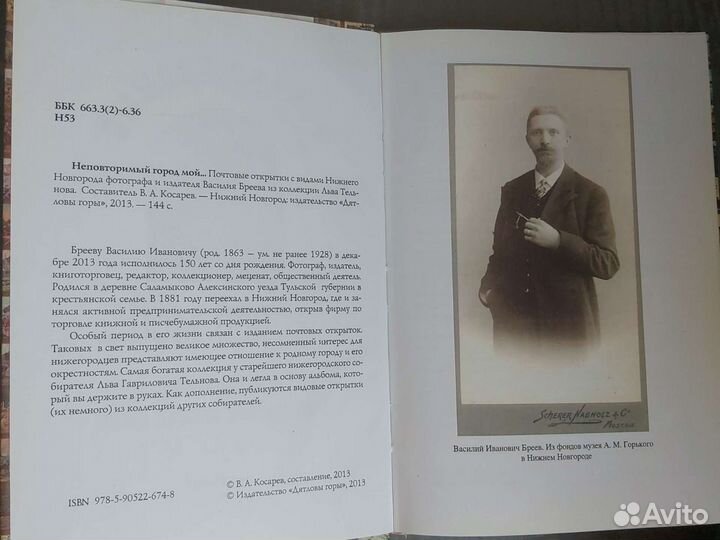 ББК 663.3(2)-6.36
Н53
Неповторимый город мой... Почтовые открытки с видами Нижнего
Новгорода фотографа и издателя Василия Бреева из коллекции Льва Тель-
нова. Составитель В. А. Косарев. — Нижний Новгород: издательство «Дят-
ловы горы», 2013. — 144 с.
Брееву Василию Ивановичу (род. 1863 – ум. не ранее 1928) в дека-
бре 2013 года исполнилось 150 лет со дня рождения. Фотограф, издатель,
книготорговец, редактор, коллекционер, меценат, общественный деятель.
Родился в деревне Саламыково Алексинского уезда Тульской губернии в
крестьянской семье. В 1881 году переехал в Нижний Новгород, где и за-
нялся активной предпринимательской деятельностью, открыв фирму по
торговле книжной и писчебумажной продукцией.
Особый период в его жизни связан с изданием почтовых открыток.
Таковых в свет выпущено великое множество, несомненный интерес для
нижегородцев представляют имеющие отношение к родному городу и его
окрестностям. Самая богатая коллекция у старейшего нижегородского со-
бирателя Льва Гавриловича Тельнова. Она и легла в основу альбома, кото-
рый вы держите в руках. Как дополнение, публикуются видовые открытки
(их немного) из коллекций других собирателей.
© В. А. Косарев, составление, 2013
ISBN 978-5-90522-674-8
© Издательство «Дятловы горы», 2013
Scherer, Nabholz & Co
Moscou
Василий Иванович Бреев. Из фондов музея А. М. Горького
в Нижнем Новгороде
Avito